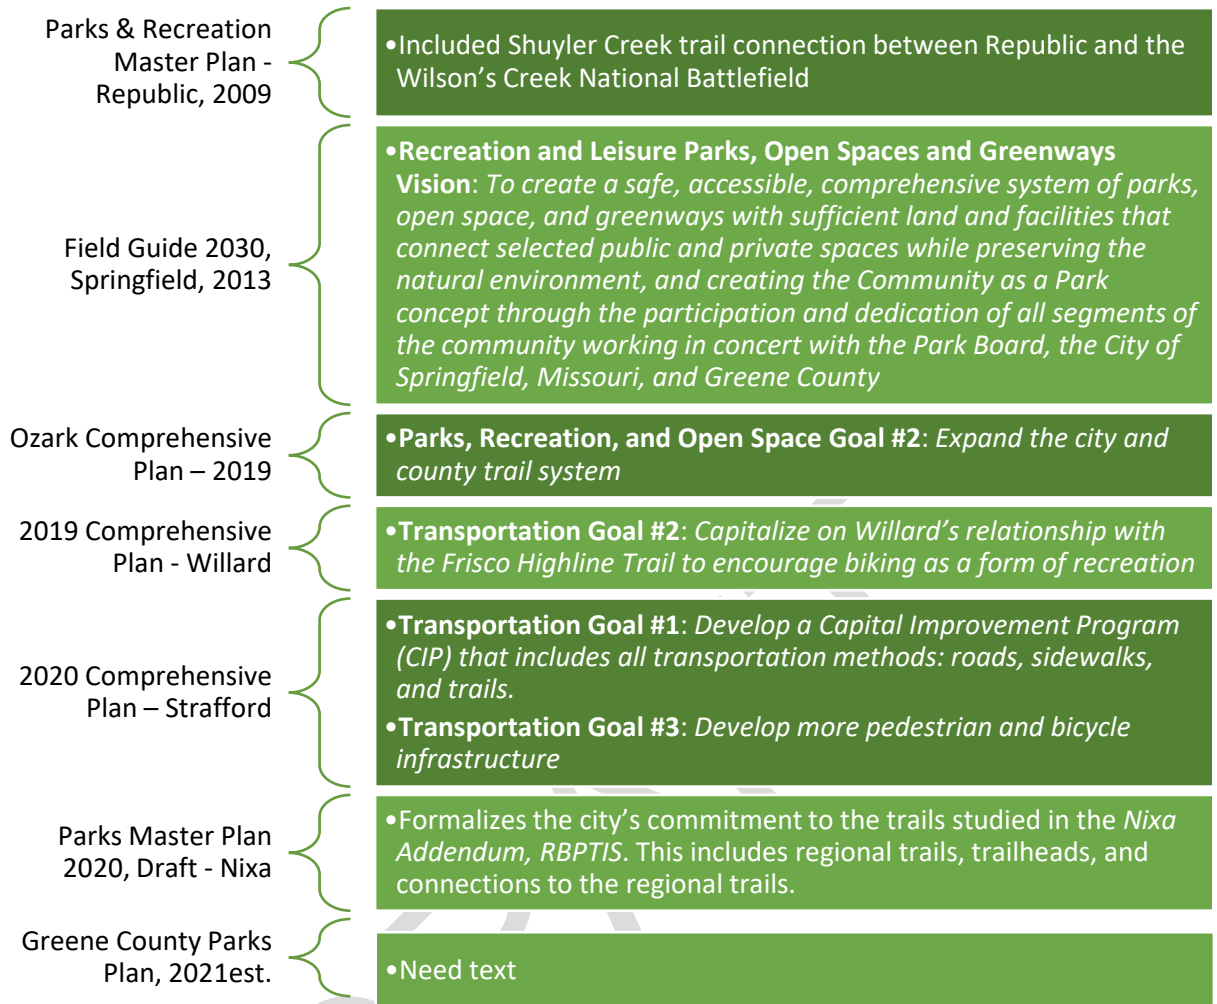 Parks & Recreation
Master Plan -
Republic, 2009
•Included Shuyler Creek trail connection between Republic and the
Wilson's Creek National Battlefield
Field Guide 2030,
Springfield, 2013
•Recreation and Leisure Parks, Open Spaces and Greenways
Vision: To create a safe, accessible, comprehensive system of parks,
open space, and greenways with sufficient land and facilities that
connect selected public and private spaces while preserving the
natural environment, and creating the Community as a Park
concept through the participation and dedication of all segments of
the community working in concert with the Park Board, the City of
Springfield, Missouri, and Greene County
Ozark Comprehensive
Plan – 2019
•Parks, Recreation, and Open Space Goal #2: Expand the city and
county trail system
2019 Comprehensive
Plan - Willard
•Transportation Goal #2: Capitalize on Willard's relationship with
the Frisco Highline Trail to encourage biking as a form of recreation
2020 Comprehensive
Plan – Strafford
•Transportation Goal #1: Develop a Capital Improvement Program
(CIP) that includes all transportation methods: roads, sidewalks,
and trails.
•Transportation Goal #3: Develop more pedestrian and bicycle
infrastructure
Parks Master Plan
2020, Draft - Nixa
•Formalizes the city's commitment to the trails studied in the Nixa
Addendum, RBPTIS. This includes regional trails, trailheads, and
connections to the regional trails.
Greene County Parks
Plan, 2021est.
•Need text